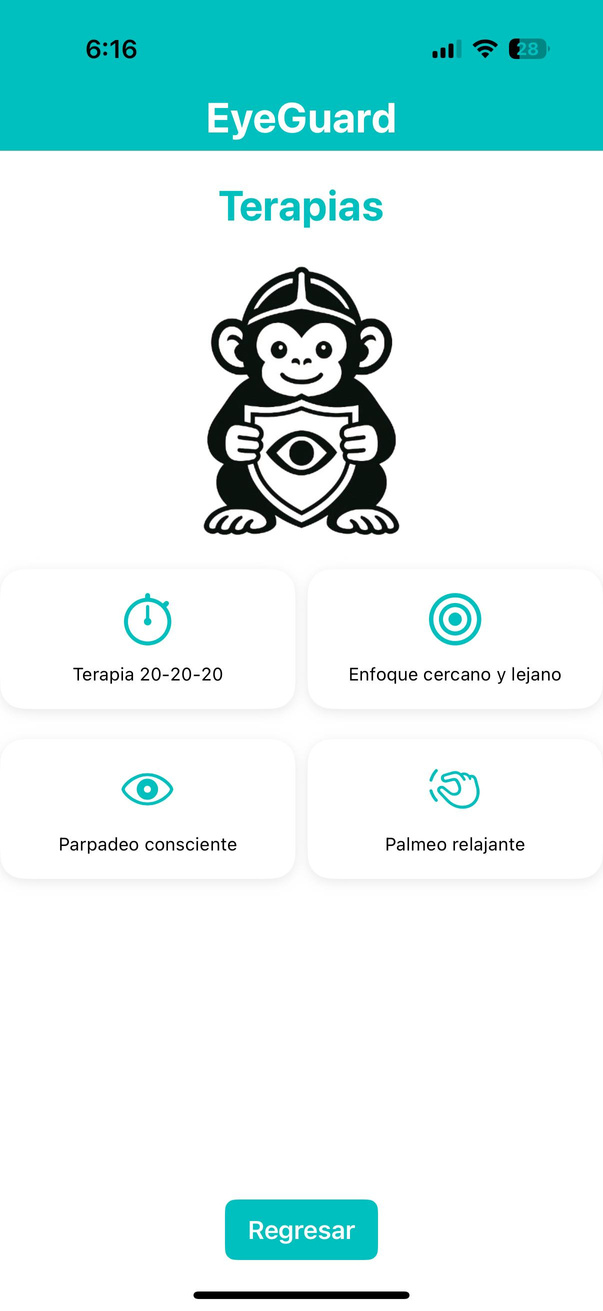 6:16
28
EyeGuard
Terapias
Terapia 20-20-20
Enfoque cercano y lejano
Parpadeo consciente
Palmeo relajante
Regresar